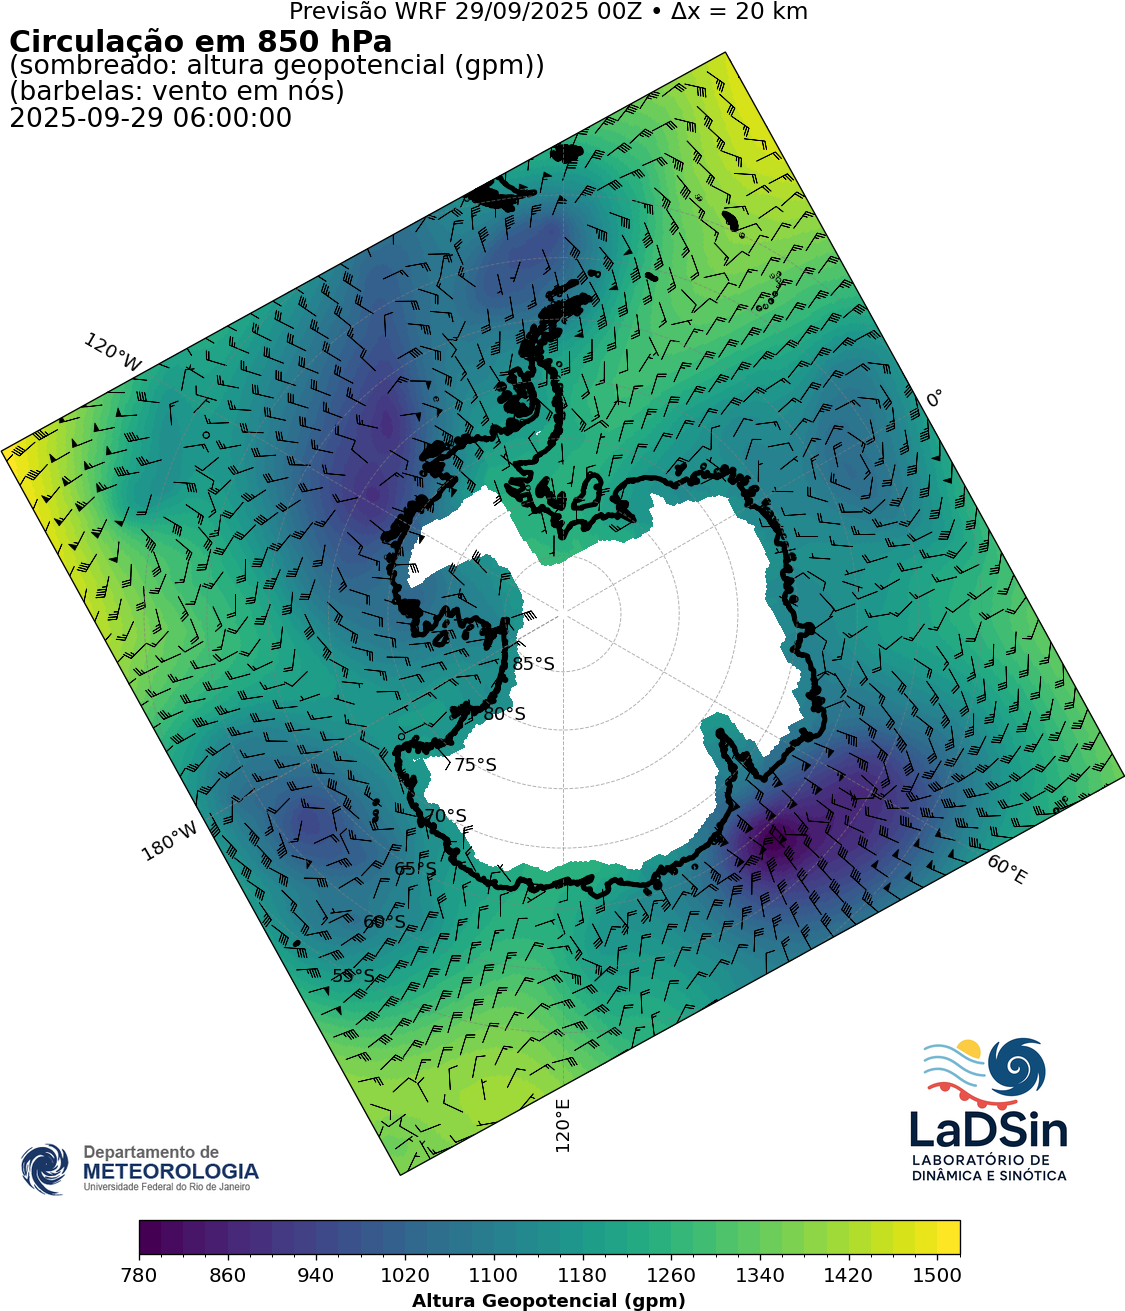 Previsão WRF 29/09/2025 00Z • Δx = 20 km
Circulação em 850 hPa
(sombreado: altura geopotencial (gpm))
(barbelas: vento em nós)
2025-09-29 06:00:00
120°W
0°
85°S
80°S
75°S
70°S
65°S
60°S
55°S
180°W
60°E
120°E
Departamento de
METEOROLOGIA
Universidade Federal do Rio de Janeiro
LaDSin
LABORATÓRIO DE
DINÂMICA E SINÓTICA
780 860 940 1020 1100 1180 1260 1340 1420 1500
Altura Geopotencial (gpm)